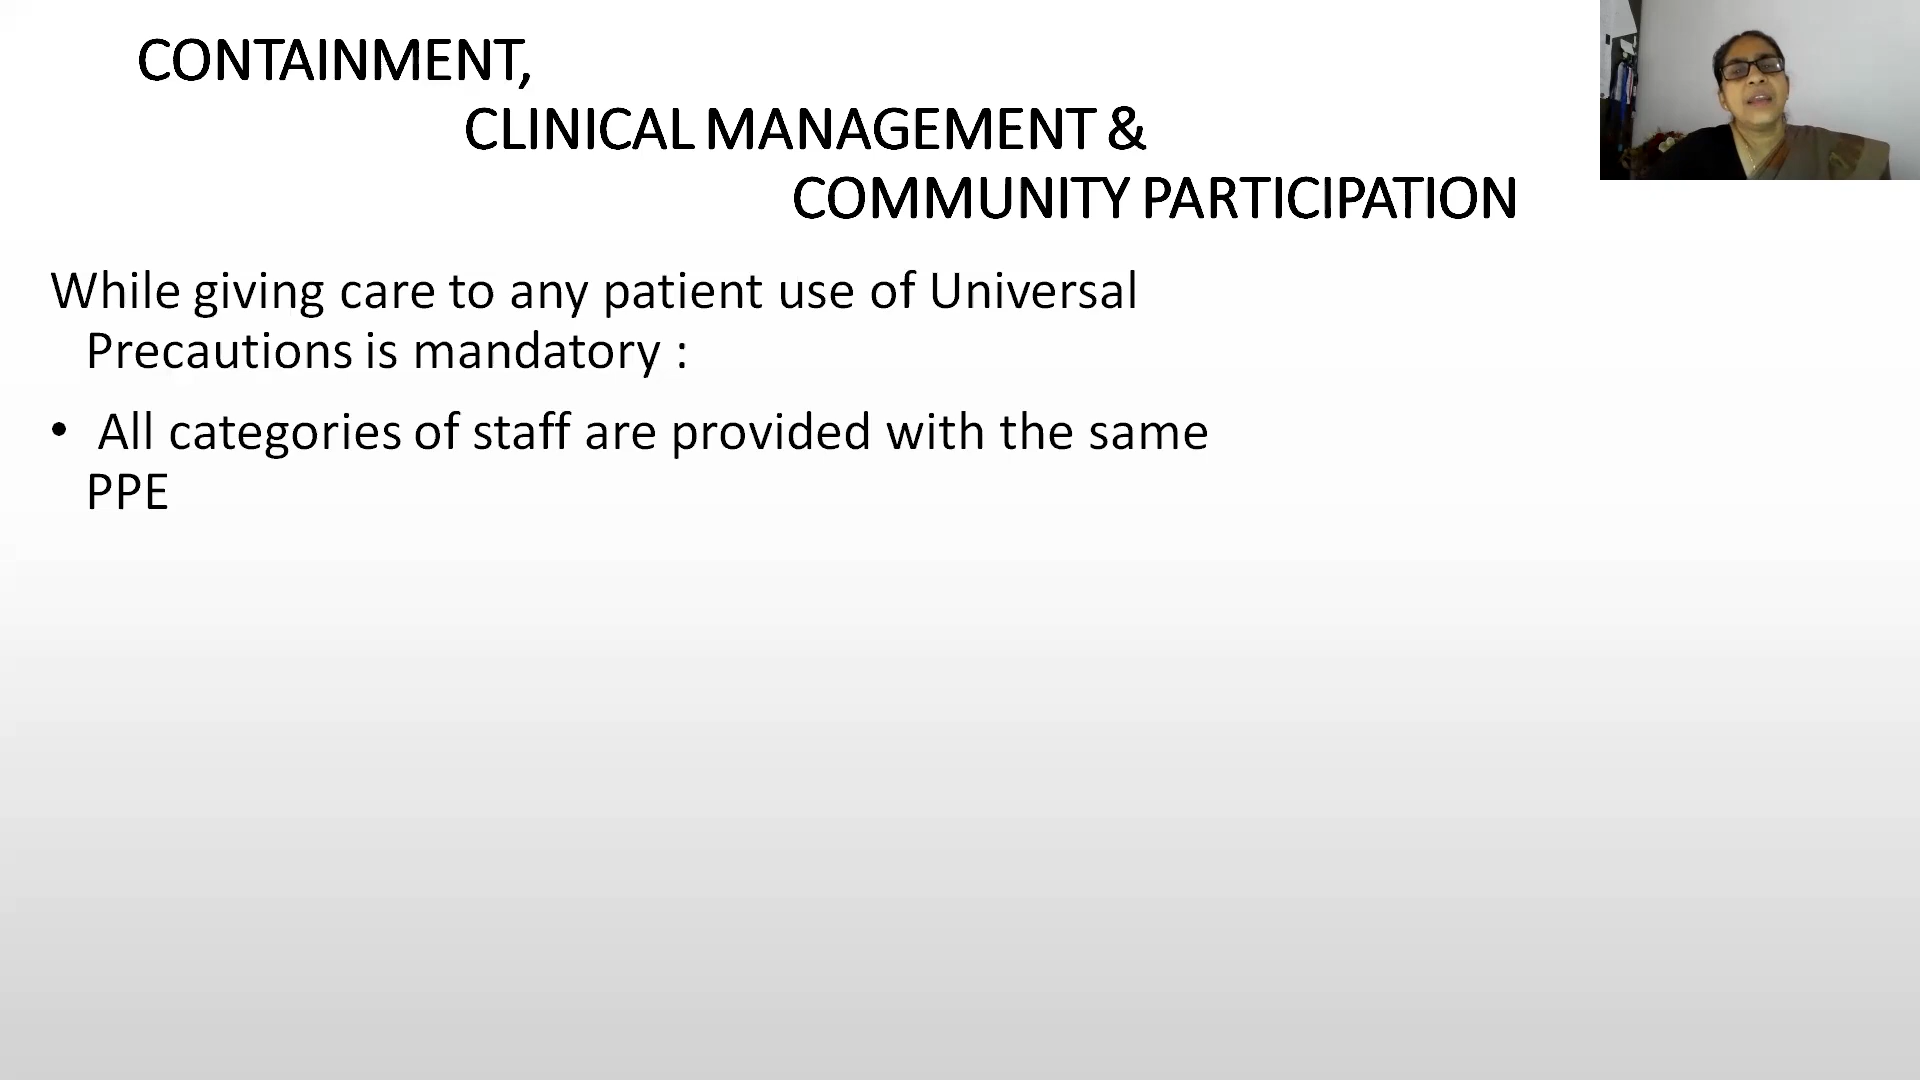 CONTAINMENT,
CLINICAL MANAGEMENT &
COMMUNITY PARTICIPATION
While giving care to any patient use of Universal
Precautions is mandatory :
• All categories of staff are provided with the same
PPE